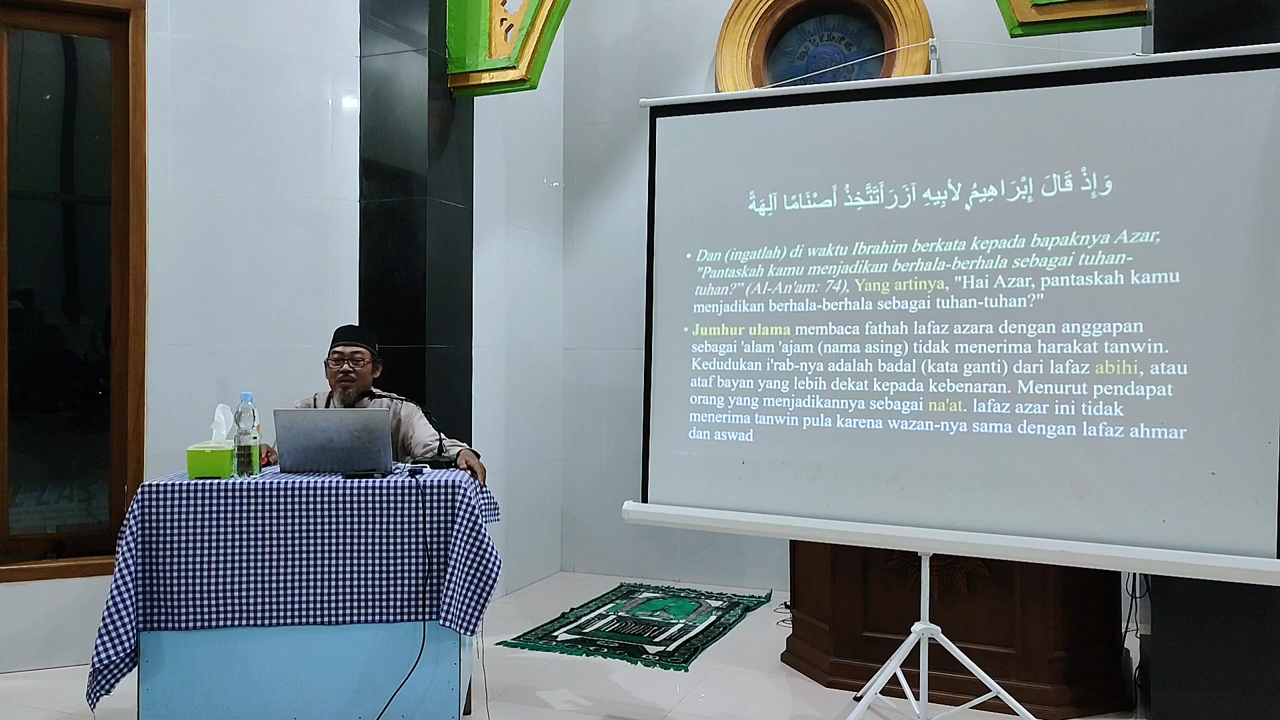 وَإِذْ قَالَ إِبْرَاهِيمُ لِأَبِيهِ آزَرَ أَتَتَّخِذُ أَصْنَامًا آلِهَةً
• Dan (ingatlah) di waktu Ibrahim berkata kepada bapaknya Azar,
"Pantaskah kamu menjadikan berhala-berhala sebagai tuhan-
tuhan?” (Al-An'am: 74), Yang artinya, "Hai Azar, pantaskah kamu
menjadikan berhala-berhala sebagai tuhan-tuhan?"
• Jumhur ulama membaca fathah lafaz azara dengan anggapan
sebagai 'alam 'ajam (nama asing) tidak menerima harakat tanwin.
Kedudukan i'rab-nya adalah badal (kata ganti) dari lafaz abihi, atau
ataf bayan yang lebih dekat kepada kebenaran. Menurut pendapat
orang yang menjadikannya sebagai na'at. lafaz azar ini tidak
menerima tanwin pula karena wazan-nya sama dengan lafaz ahmar
dan aswad